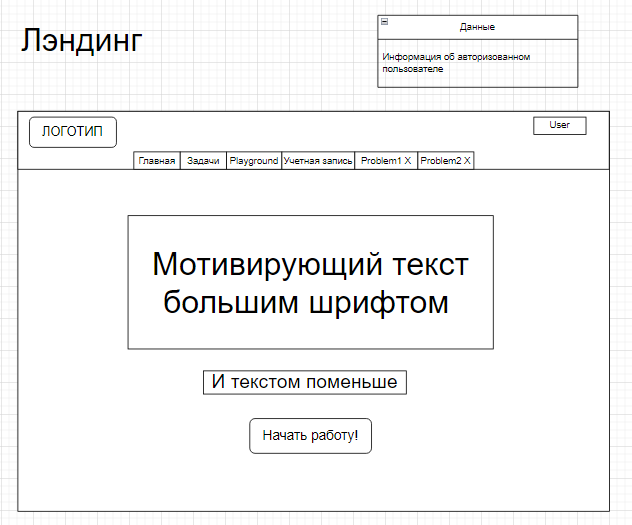 Лэндинг
Данные
Информация об авторизованном
пользователе
ЛОГОТИП
User
Главная
Задачи
Playground
Учетная запись
Problem1 X
Problem2 X
Мотивирующий текст
большим шрифтом
И текстом поменьше
Начать работу!